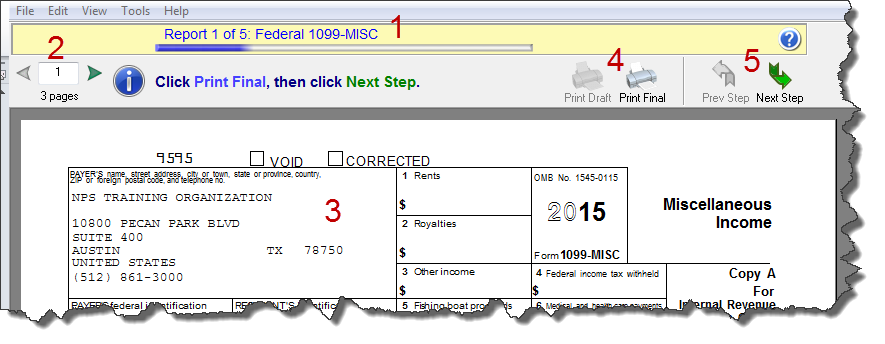 File Edit View Tools Help
Report 1 of 5: Federal 1099-MISC 1
2
1
3 pages
Click Print Final, then click Next Step.
4
Print Draft Print Final
5
Prev Step Next Step
9595 VOID CORRECTED
PAYER'S name, street address, city or town, state or province, country,
ZIP or foreign postal code, and telephone no.
NPS TRAINING ORGANIZATION
10800 PECAN PARK BLVD
SUITE 400
AUSTIN TX 78750
UNITED STATES
(512) 861-3000
3
1 Rents
$
2 Royalties
$
OMB No. 1545-0115
2015
Form 1099-MISC
Miscellaneous
Income
3 Other income
$
4 Federal income tax withheld
$
Copy A
For
Internal Revenue
PAYER'S federal identification
RECIPIENT'S identification
5 Fishing boat proceeds
6 Medical and health care payments